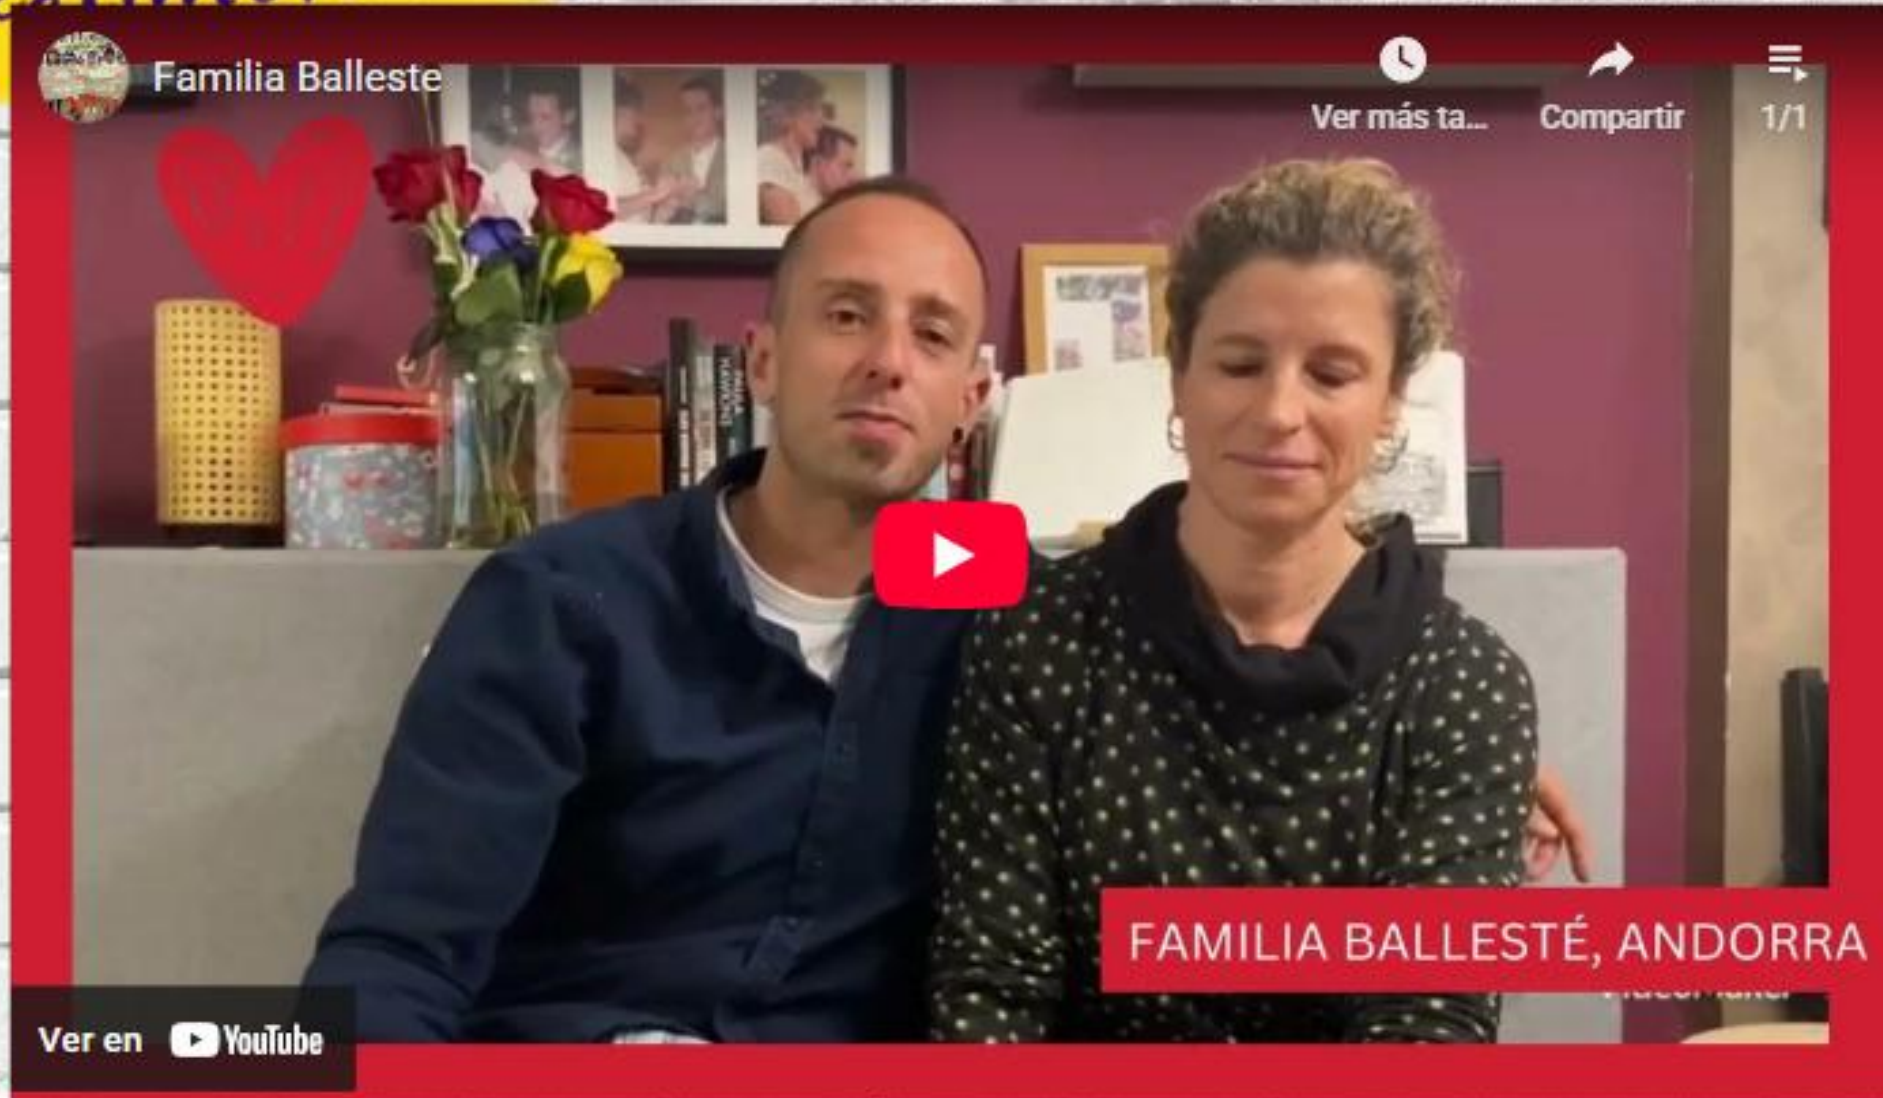 Familia Balleste
Ver más ta...
Compartir
1/1
FAMILIA BALLESTÉ, ANDORRA
Ver en YouTube